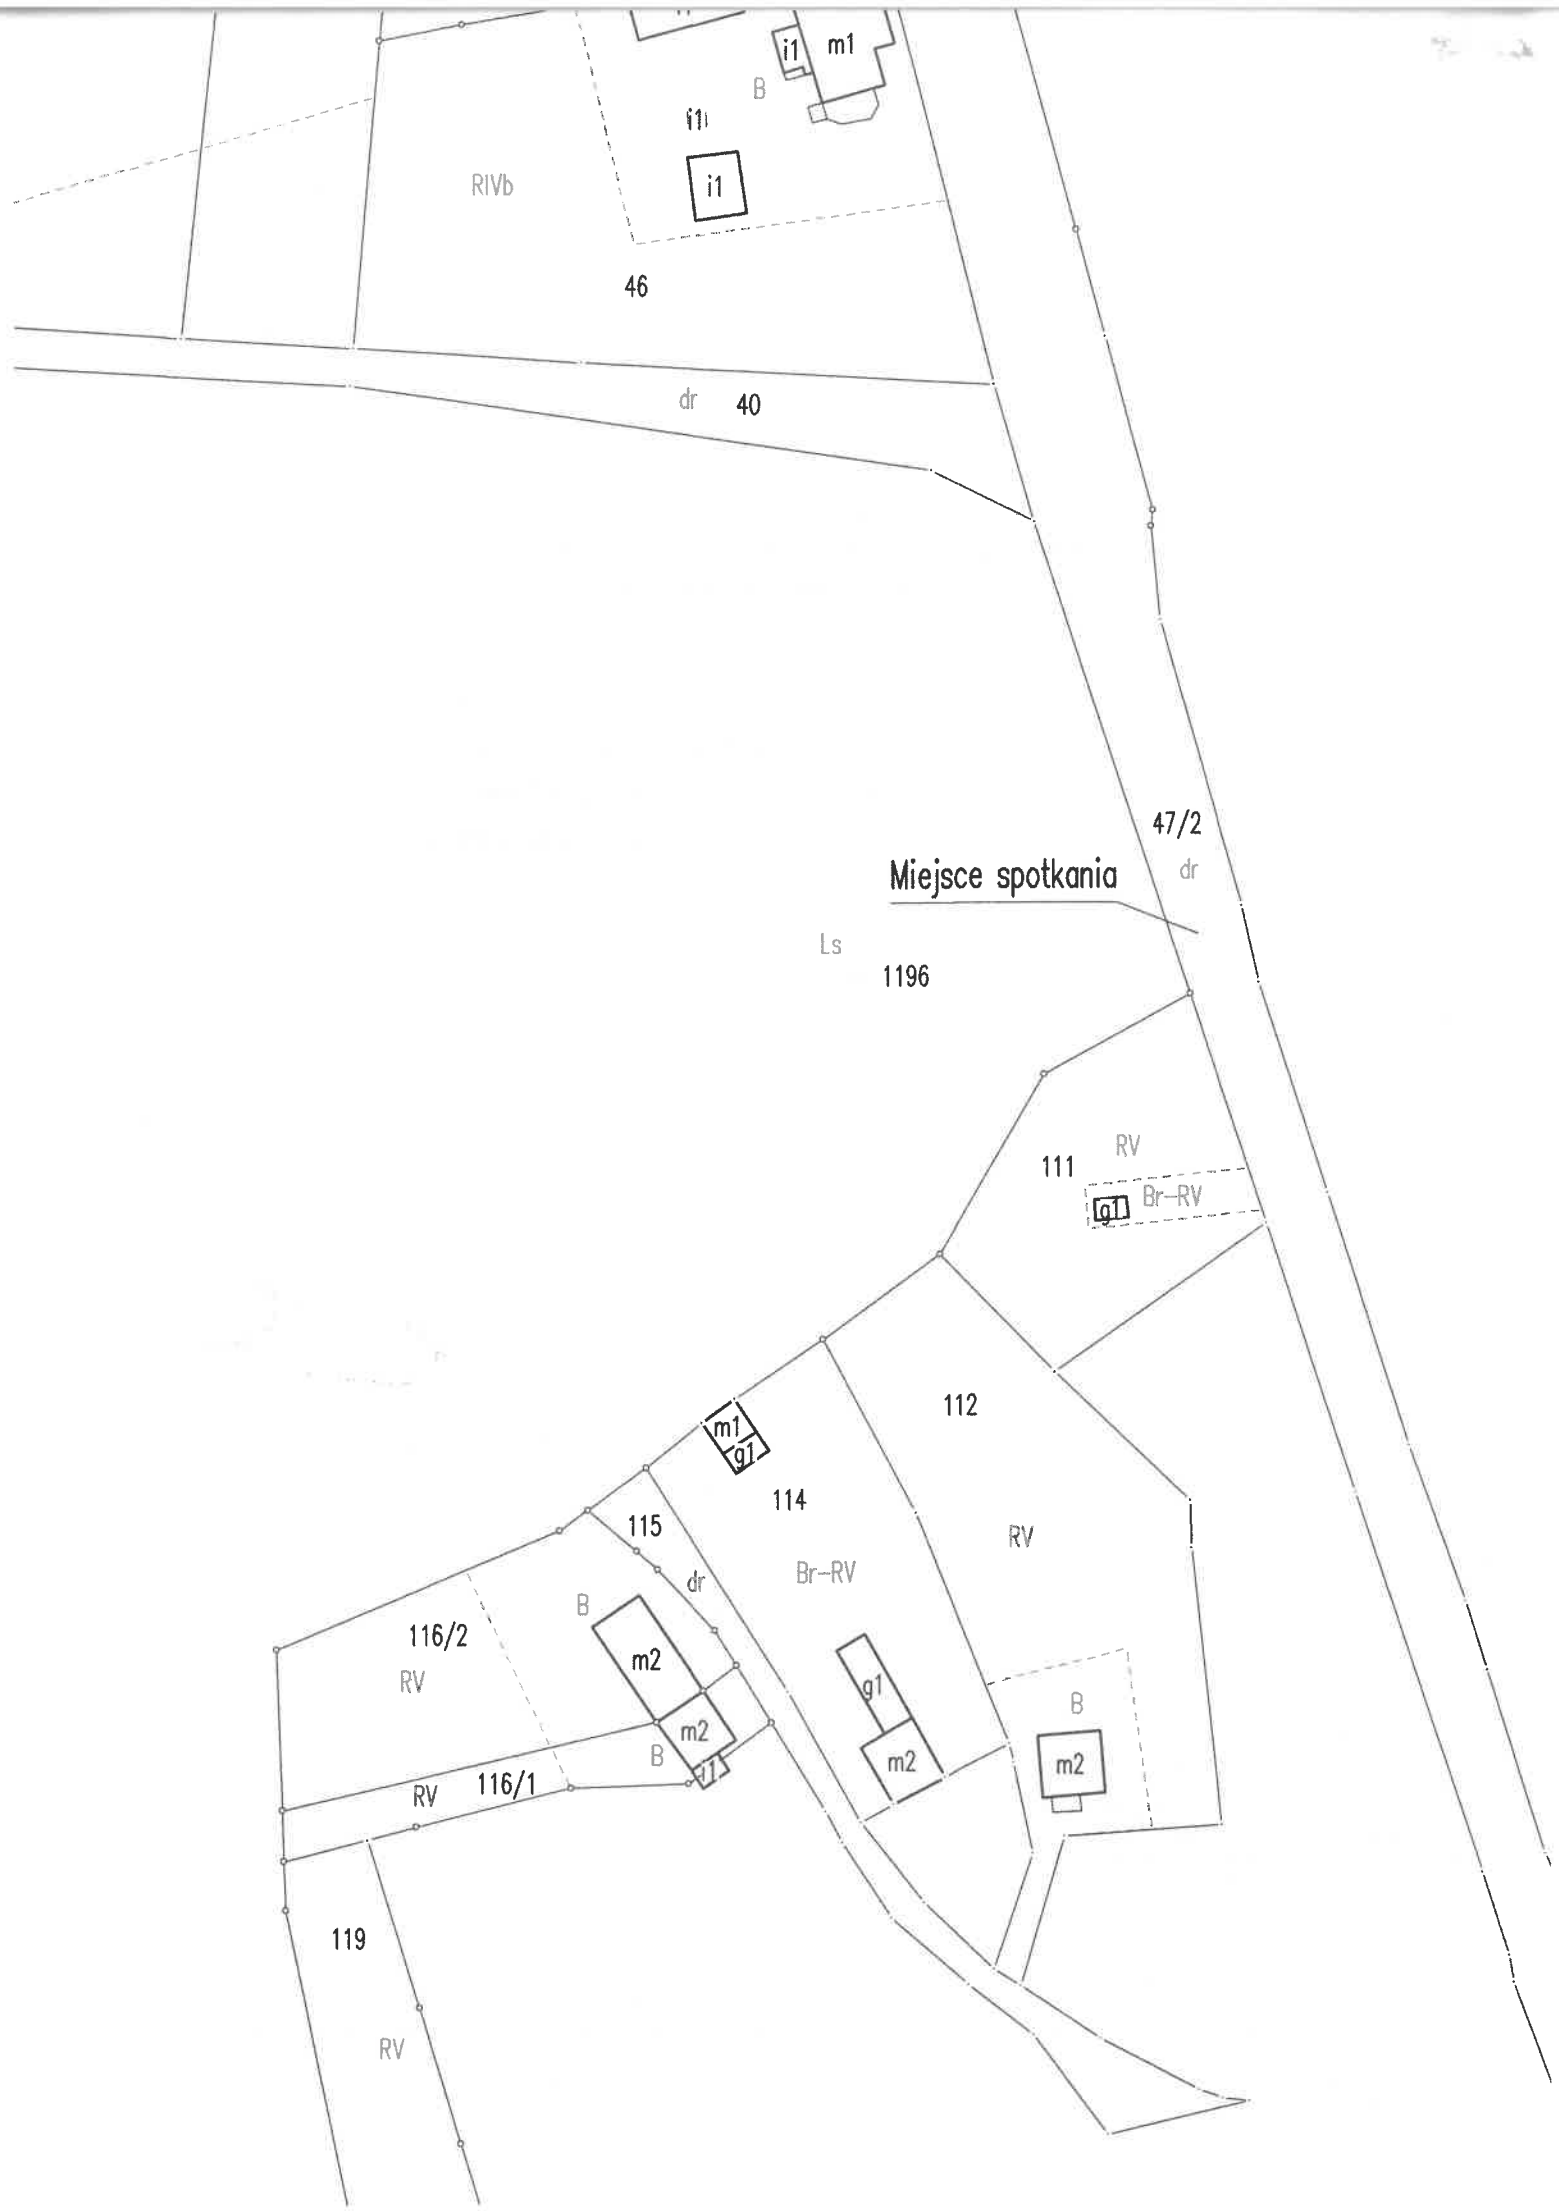 i1
m1
B
i1
i1
RIVb
46
dr 40
47/2
dr
Miejsce spotkania
Ls
1196
RV
111
Br-RV
g1
112
m1
g1
114
115
RV
Br-RV
dr
B
116/2
m2
RV
g1
B
m2
B
m2
m2
116/1
RV
119
RV